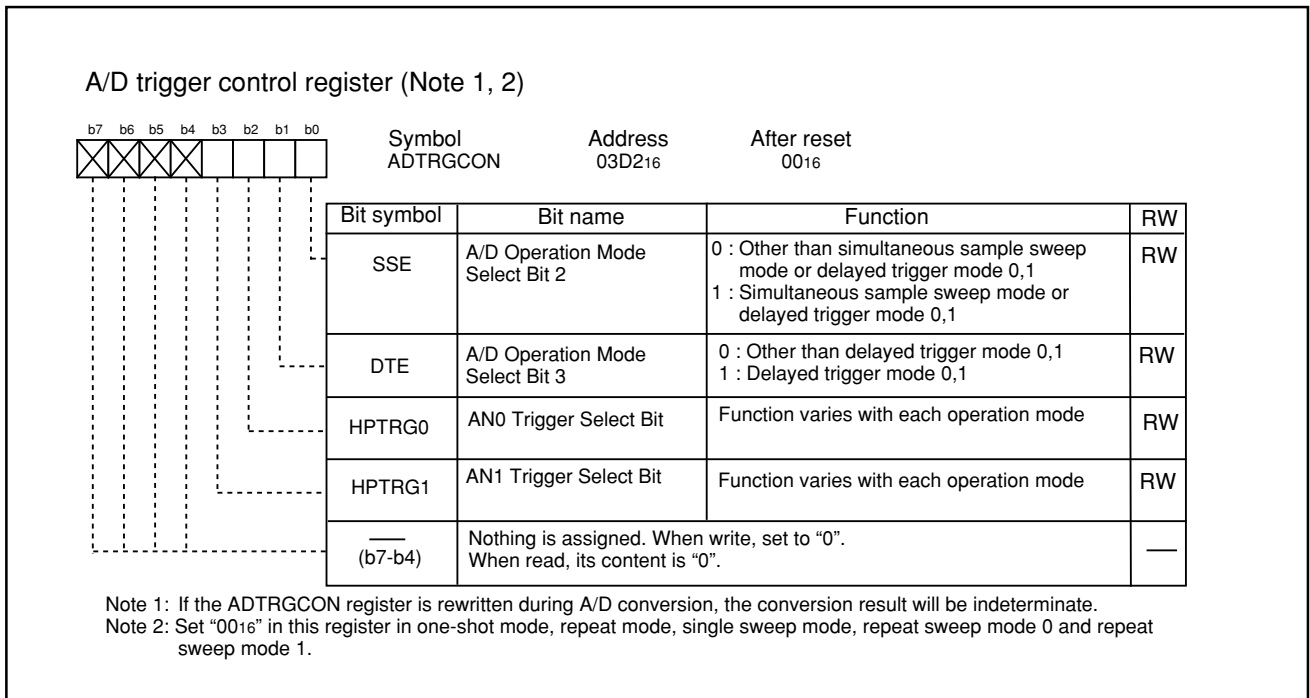 A/D trigger control register (Note 1, 2)
b7 b6 b5 b4 b3 b2 b1 b0
Symbol Address After reset
ADTRGCON 03D216 0016
Bit symbol Bit name Function RW
SSE A/D Operation Mode Select Bit 2 0 : Other than simultaneous sample sweep RW
mode or delayed trigger mode 0,1
1 : Simultaneous sample sweep mode or
delayed trigger mode 0,1
DTE A/D Operation Mode Select Bit 3 0 : Other than delayed trigger mode 0,1 RW
1 : Delayed trigger mode 0,1
HPTRG0 AN0 Trigger Select Bit Function varies with each operation mode RW
HPTRG1 AN1 Trigger Select Bit Function varies with each operation mode RW
(b7-b4) Nothing is assigned. When write, set to “0”. —
When read, its content is “0”.
Note 1: If the ADTRGCON register is rewritten during A/D conversion, the conversion result will be indeterminate.
Note 2: Set “0016” in this register in one-shot mode, repeat mode, single sweep mode, repeat sweep mode 0 and repeat
sweep mode 1.